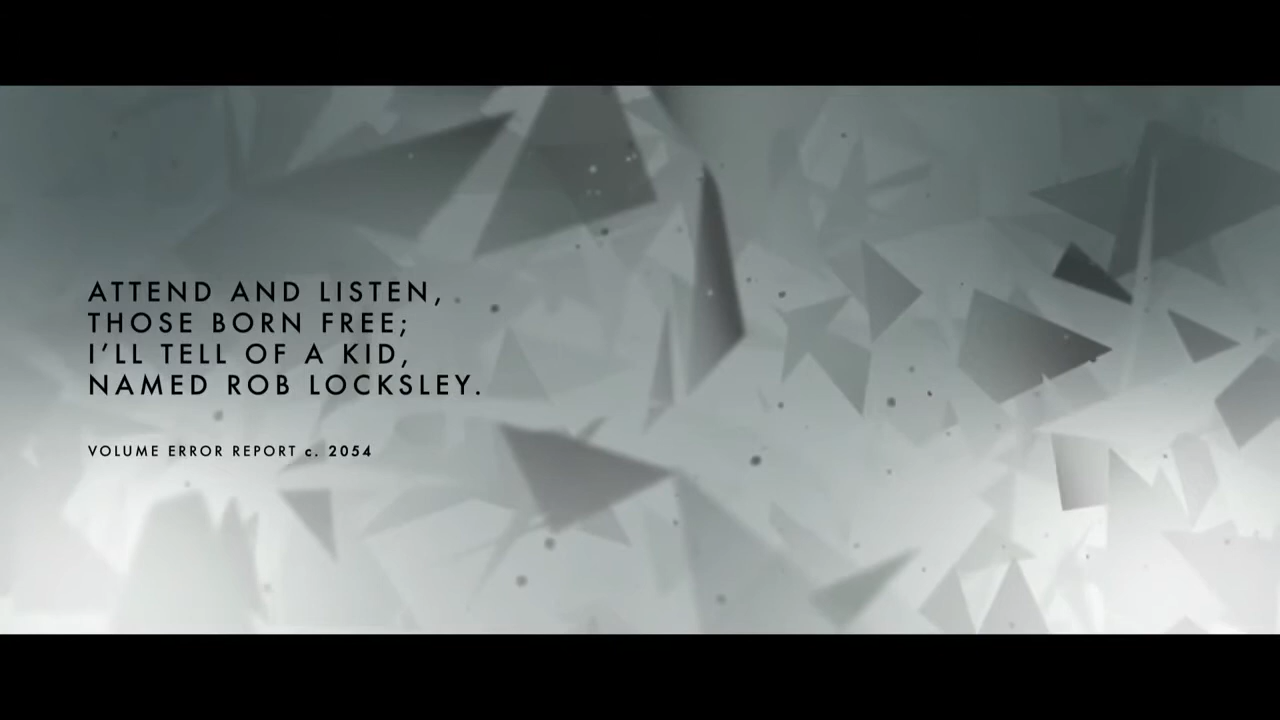 ATTEND AND LISTEN,
THOSE BORN FREE;
I'LL TELL OF A KID,
NAMED ROB LOCKSLEY.
VOLUME ERROR REPORT c. 2054